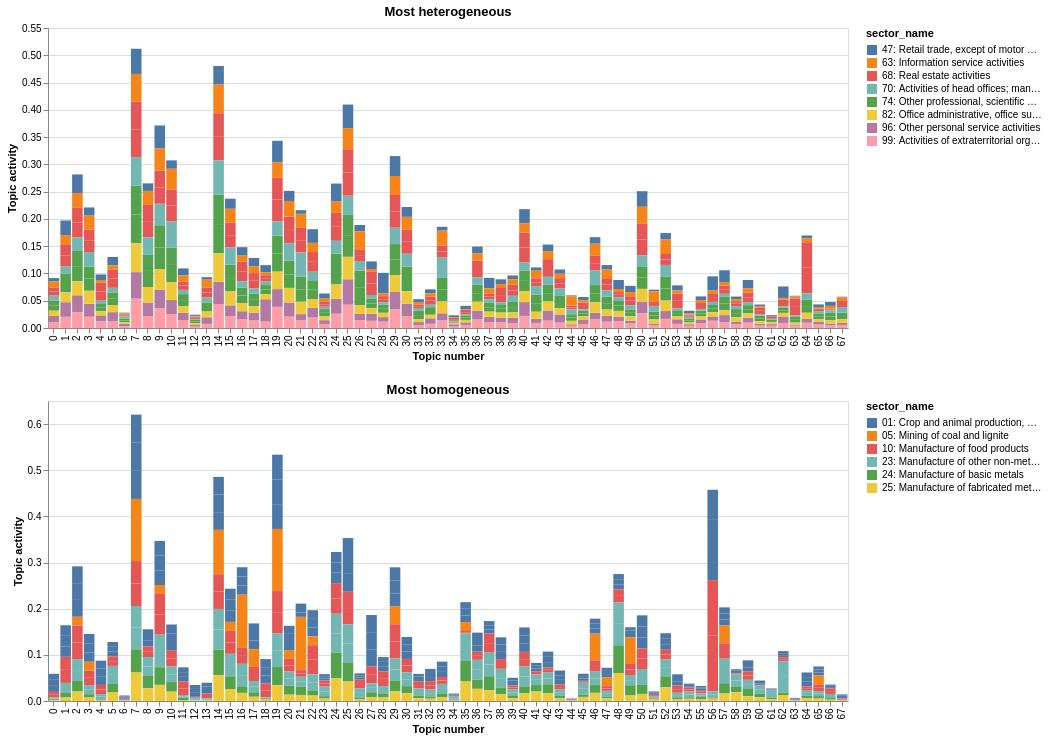 Most heterogeneous
Topic activity
0.55
0.50
0.45
0.40
0.35
0.30
0.25
0.20
0.15
0.10
0.05
0.00
0 1 2 3 4 5 6 7 8 9 10 11 12 13 14 15 16 17 18 19 20 21 22 23 24 25 26 27 28 29 30 31 32 33 34 35 36 37 38 39 40 41 42 43 44 45 46 47 48 49 50 51 52 53 54 55 56 57 58 59 60 61 62 63 64 65 66 67
Topic number
sector_name
47: Retail trade, except of motor …
63: Information service activities
68: Real estate activities
70: Activities of head offices; man…
74: Other professional, scientific …
82: Office administrative, office su…
96: Other personal service activities
99: Activities of extraterritorial org…
Most homogeneous
Topic activity
0.6
0.5
0.4
0.3
0.2
0.1
0.0
0 1 2 3 4 5 6 7 8 9 10 11 12 13 14 15 16 17 18 19 20 21 22 23 24 25 26 27 28 29 30 31 32 33 34 35 36 37 38 39 40 41 42 43 44 45 46 47 48 49 50 51 52 53 54 55 56 57 58 59 60 61 62 63 64 65 66 67
Topic number
sector_name
01: Crop and animal production, …
05: Mining of coal and lignite
10: Manufacture of food products
23: Manufacture of other non-met…
24: Manufacture of basic metals
25: Manufacture of fabricated met…